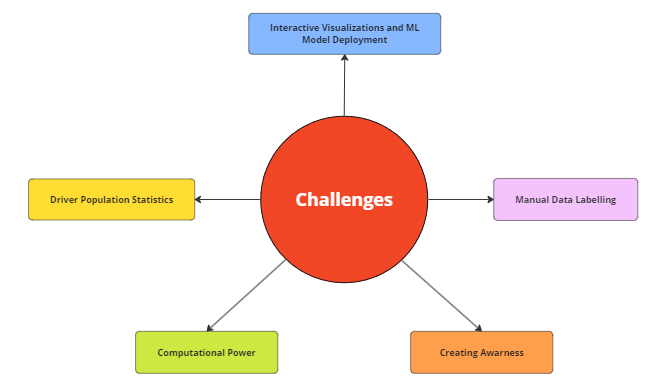 Interactive Visualizations and ML
Model Deployment
Driver Population Statistics
Challenges
Manual Data Labelling
Computational Power
Creating Awarness